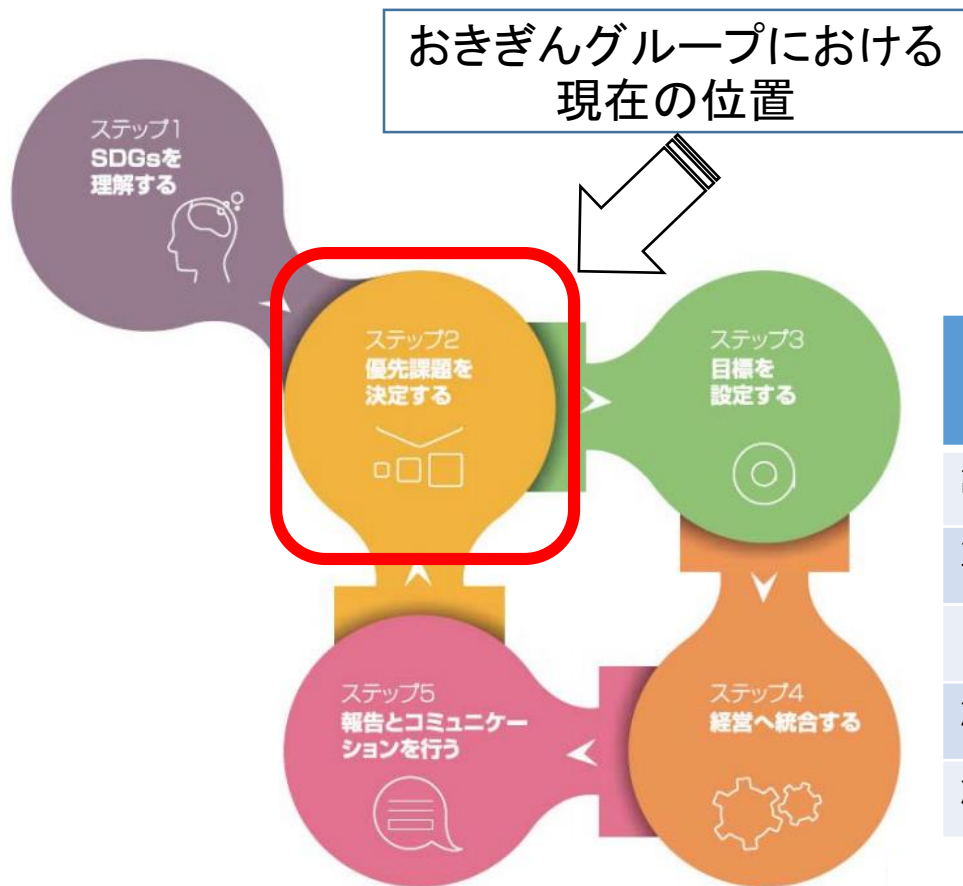 おきぎんグループにおける
現在の位置
ステップ1
SDGsを
理解する
ステップ2
優先課題を
決定する
ステップ3
目標を
設定する
ステップ5
報告とコミュニケー
ションを行う
ステップ4
経営へ統合する